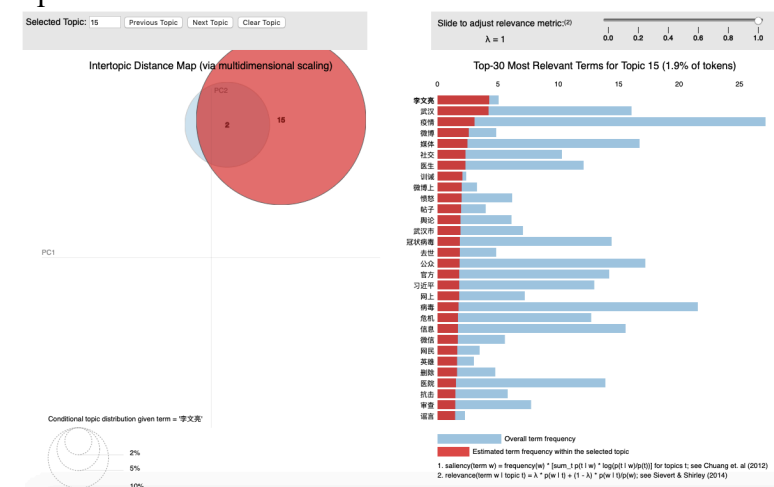 Selected Topic: 15 Previous Topic Next Topic Clear Topic
Slide to adjust relevance metric:(2)
λ = 1
0.0 0.2 0.4 0.6 0.8 1.0
Intertopic Distance Map (via multidimensional scaling)
PC2
2
15
PC1
Conditional topic distribution given term = '李文亮'
2%
5%
10%
Top-30 Most Relevant Terms for Topic 15 (1.9% of tokens)
0 5 10 15 20 25
李文亮
武汉
疫情
微博
媒体
社交
医生
训诫
微博上
愤怒
帖子
舆论
武汉市
冠状病毒
去世
公众
官方
习近平
网上
病毒
危机
信息
微信
网民
英雄
删除
医院
抗击
审查
谣言
Overall term frequency
Estimated term frequency within the selected topic
1. saliency(term w) = frequency(w) * [sum_t p(t | w) * log(p(t | w)/p(t))] for topics t; see Chuang et. al (2012)
2. relevance(term w | topic t) = λ * p(w | t) + (1 - λ) * p(w | t)/p(w); see Sievert & Shirley (2014)